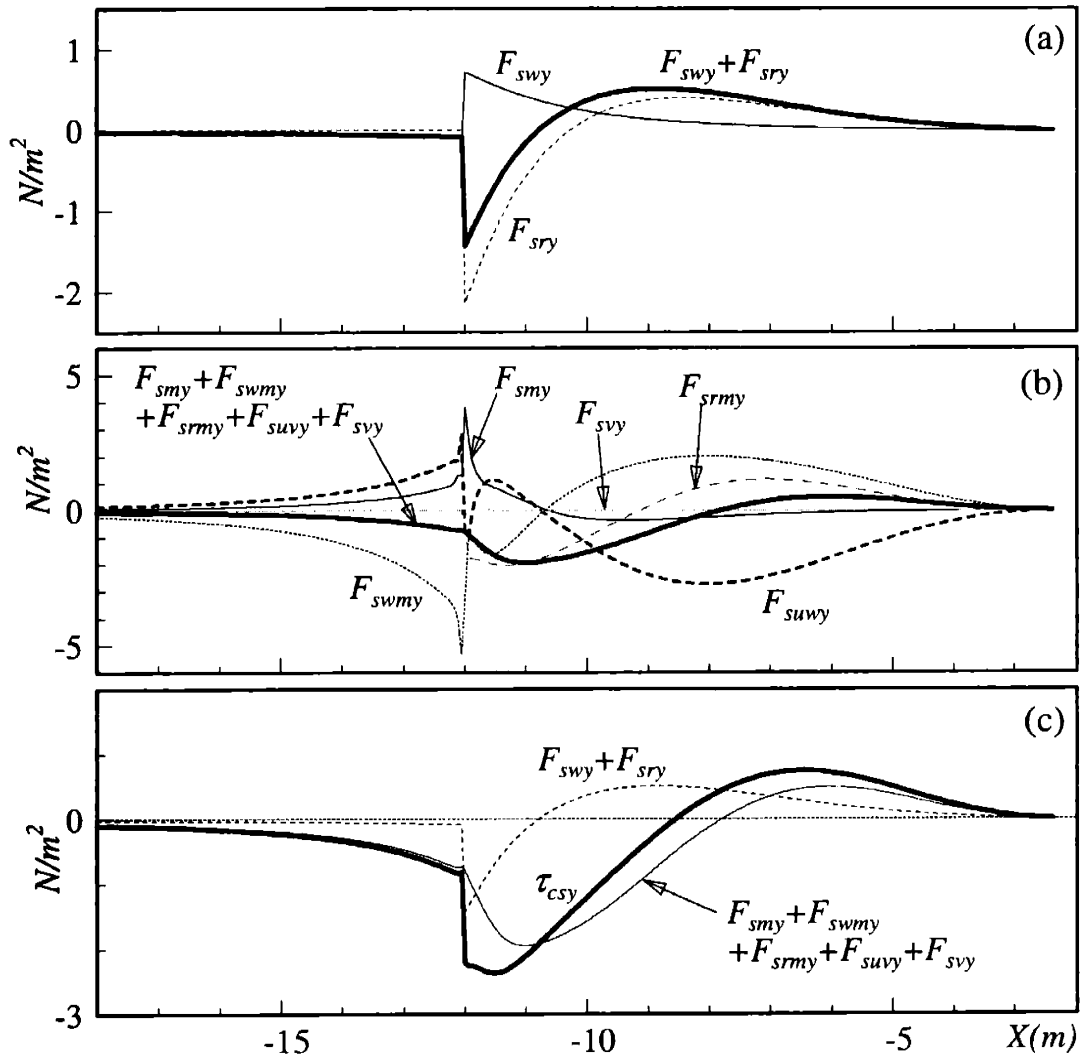 (a)
1
0
-1
-2
N/m²
F_swy
F_swy+F_sry
F_sry
(b)
5
0
-5
N/m²
F_smy+F_swmy
+F_srmy+F_suvy+F_svy
F_smy
F_svy
F_srmy
F_swmy
F_suwy
(c)
0
-3
N/m²
F_swy+F_sry
τ_csy
F_smy+F_swmy
+F_srmy+F_suvy+F_svy
-15
-10
-5
X(m)